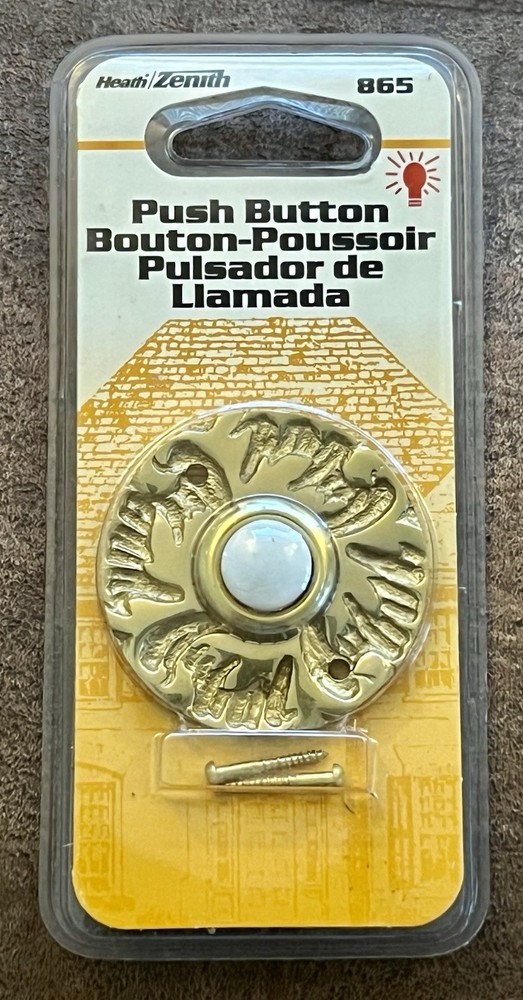 Heath/Zenith 865
Push Button
Bouton-Poussoir
Pulsador de
Llamada